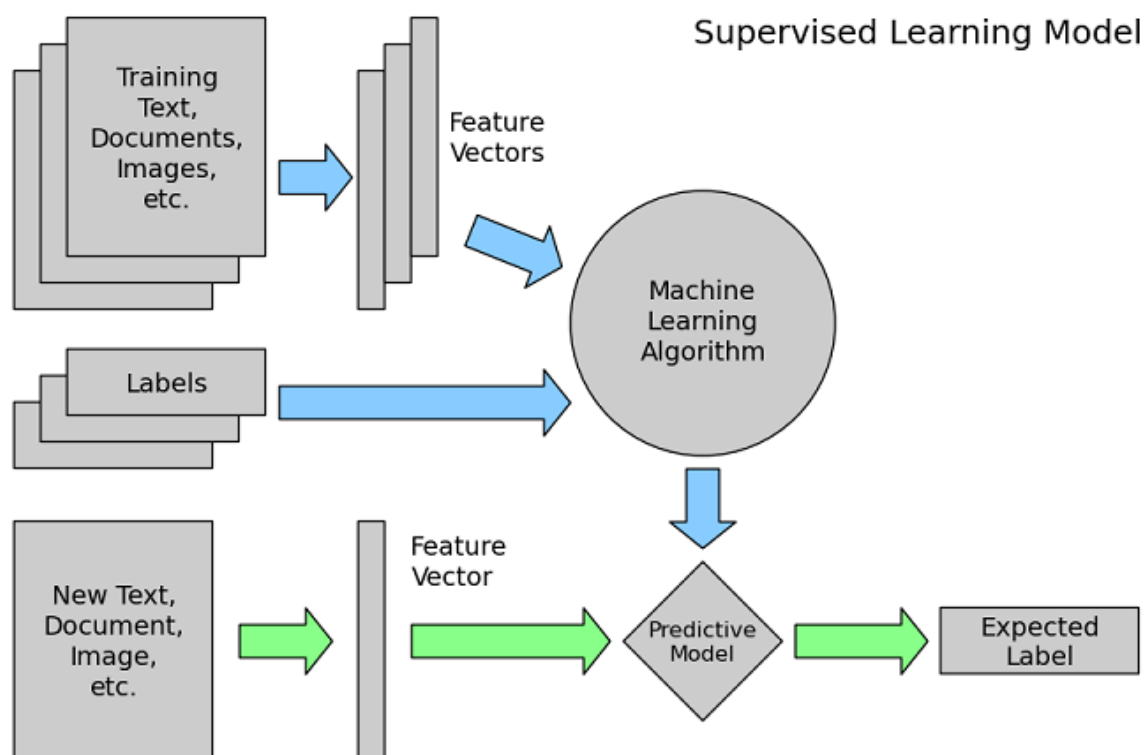 Supervised Learning Model
Training
Text,
Documents,
Images,
etc.
Feature
Vectors
Machine
Learning
Algorithm
Labels
New Text,
Document,
Image,
etc.
Feature
Vector
Predictive
Model
Expected
Label